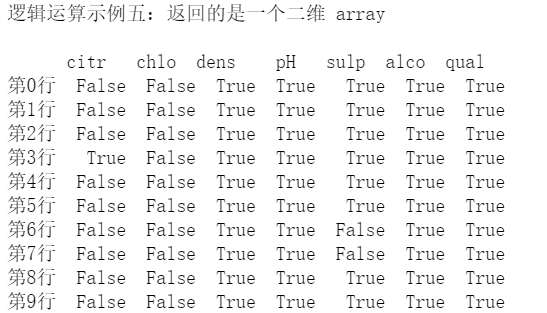 逻辑运算示例五：返回的是一个二维 array
citr chlo dens pH sulp alco qual
第0行 False False True True True True True
第1行 False False True True True True True
第2行 False False True True True True True
第3行 True False True True True True True
第4行 False False True True True True True
第5行 False False True True True True True
第6行 False False True True False True True
第7行 False False True True False True True
第8行 False False True True True True True
第9行 False False True True True True True